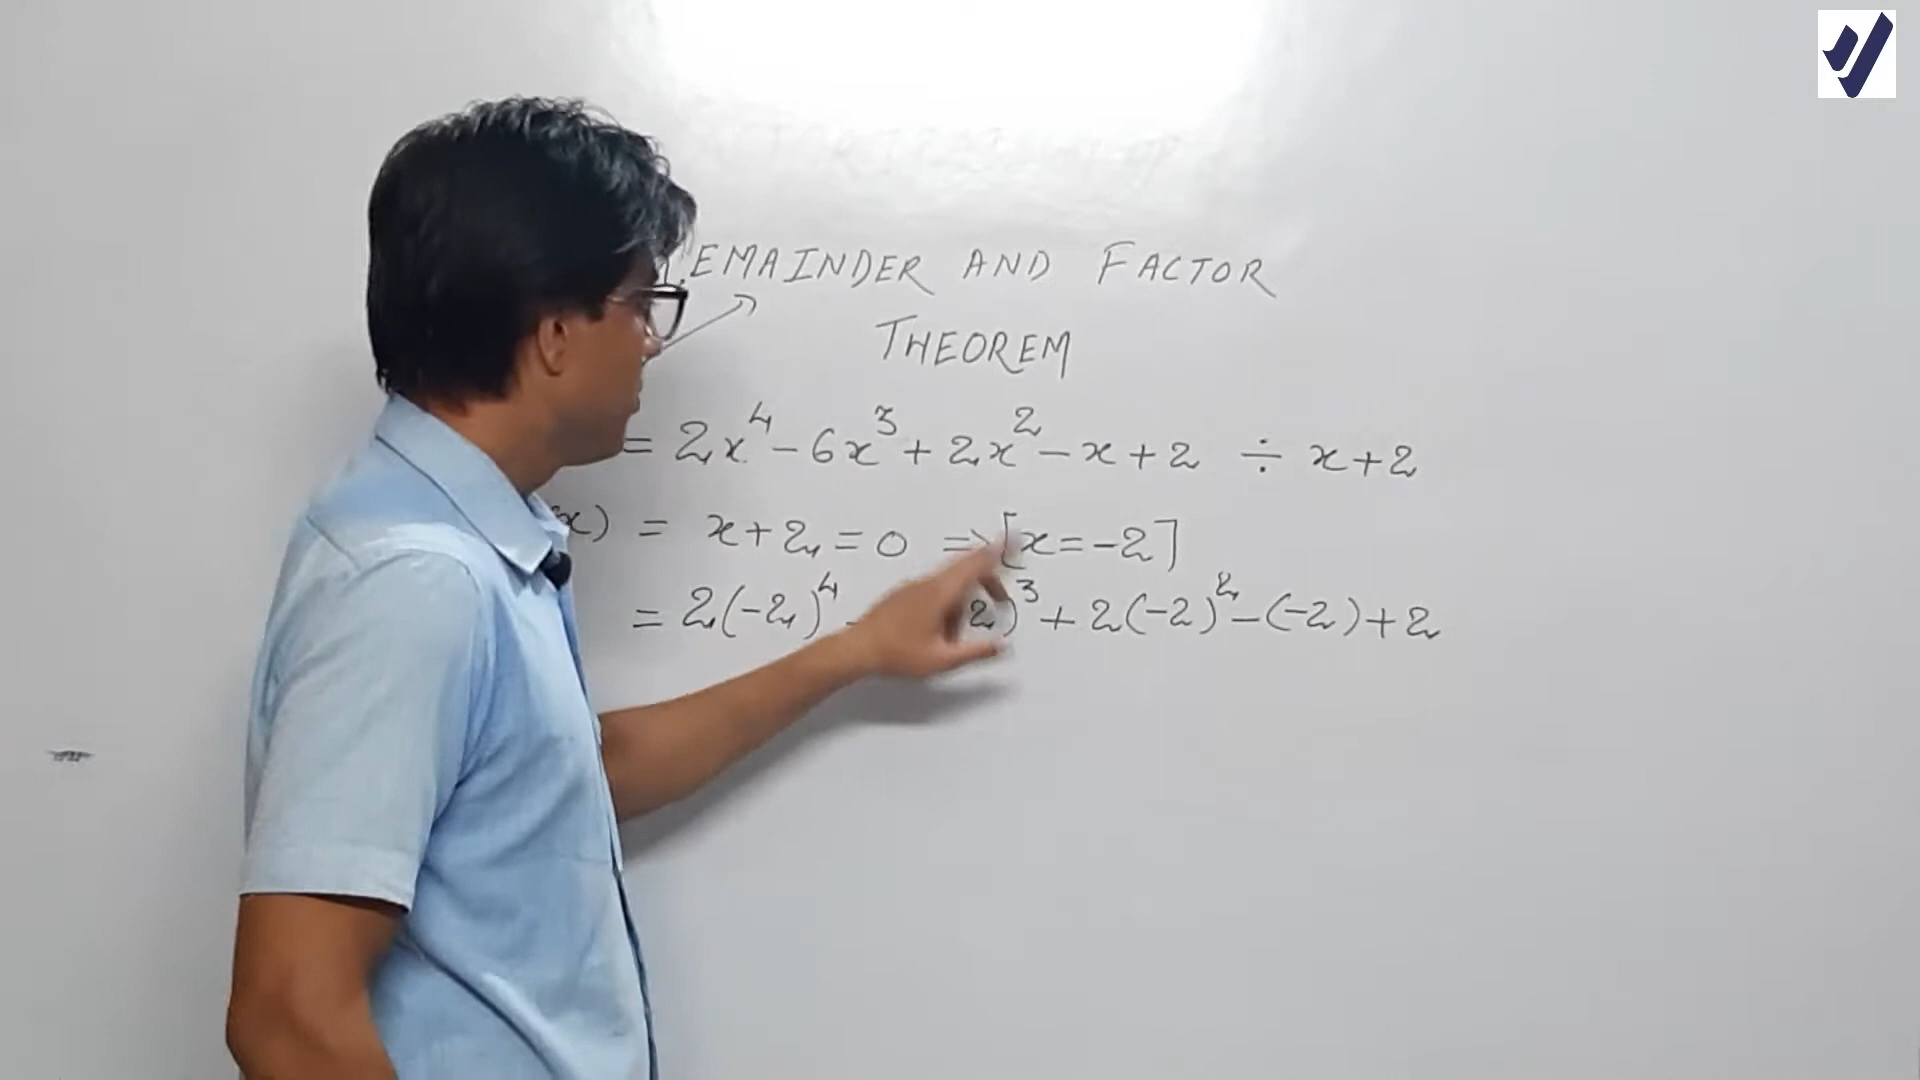 REMAINDER AND FACTOR
THEOREM
= 2x⁴ - 6x³ + 2x² - x + 2 ÷ x + 2
x) = x + 2 = 0 => [x = -2]
= 2(-2)⁴ - 2)³ + 2(-2)² - (-2) + 2